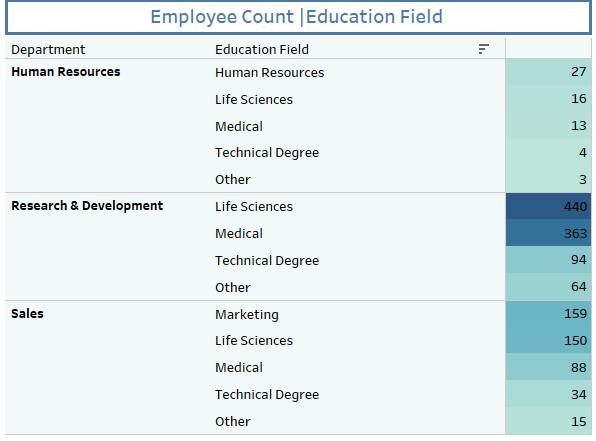 Employee Count |Education Field
Department Education Field
Human Resources Human Resources 27
Life Sciences 16
Medical 13
Technical Degree 4
Other 3
Research & Development Life Sciences 440
Medical 363
Technical Degree 94
Other 64
Sales Marketing 159
Life Sciences 150
Medical 88
Technical Degree 34
Other 15